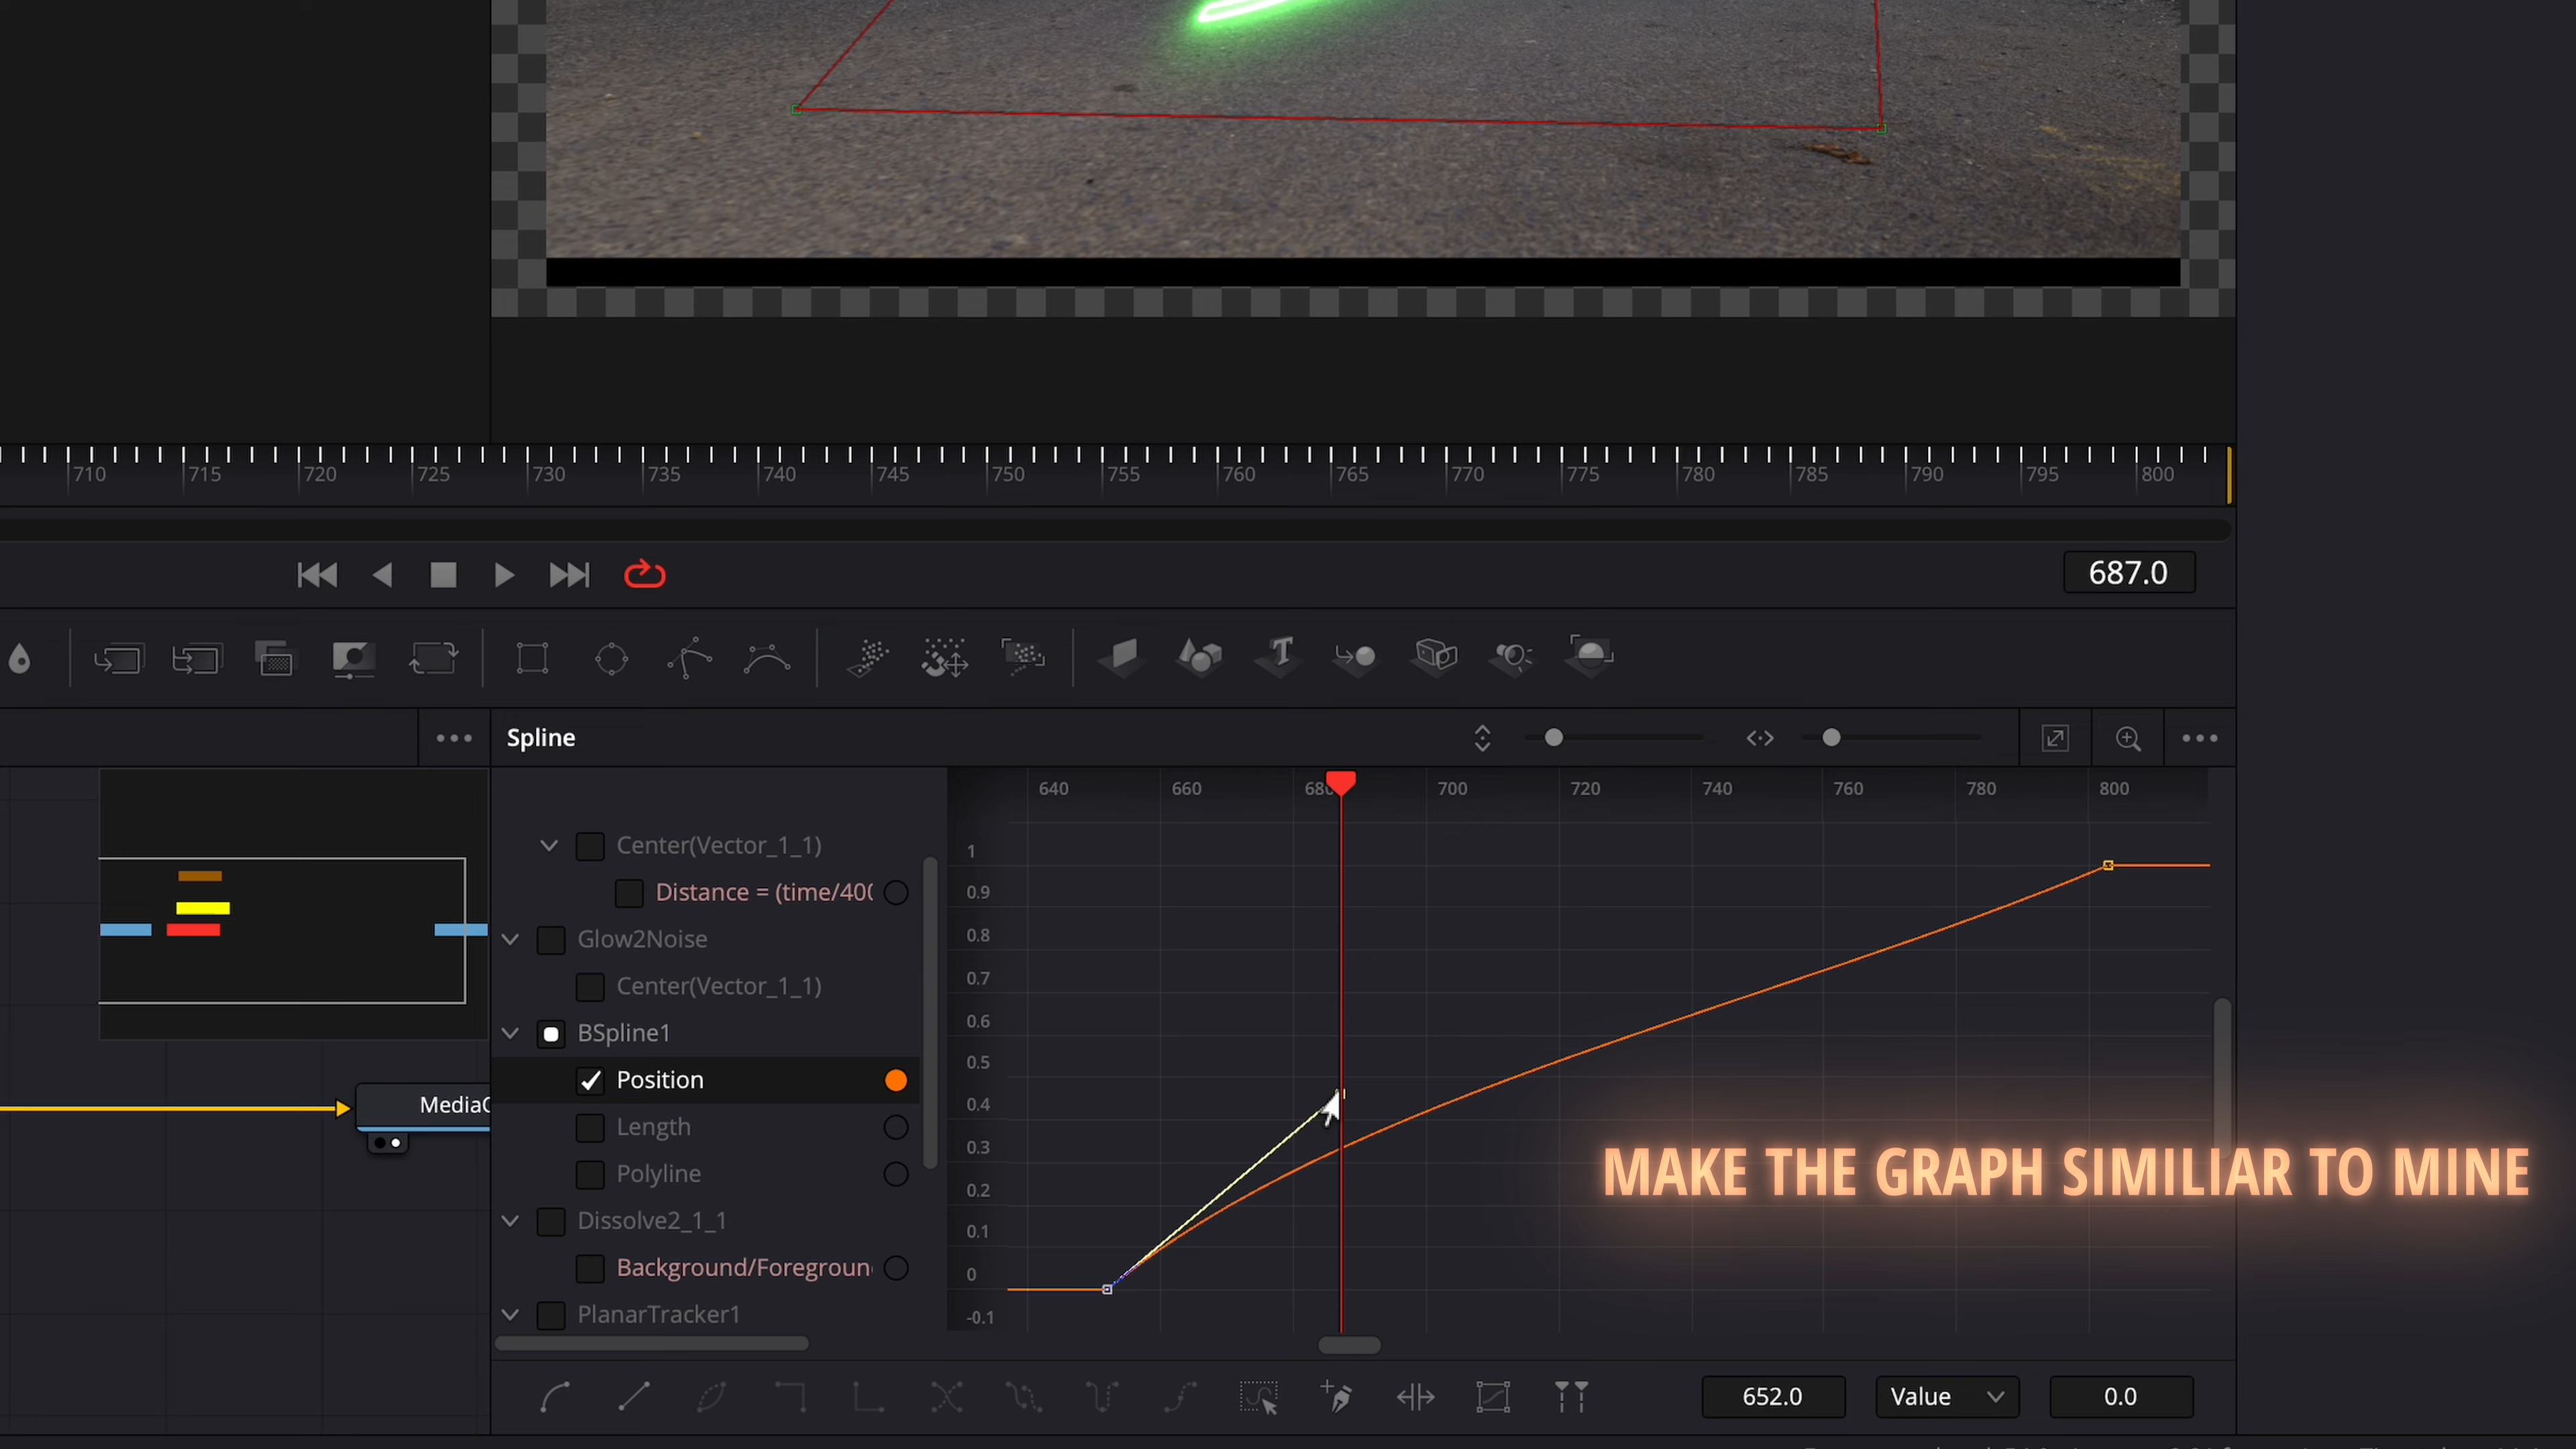 710 715 720 725 730 735 740 745 750 755 760 765 770 775 780 785 790 795 800
687.0
Spline
640 660 680 700 720 740 760 780 800
Center(Vector_1_1)
Distance = (time/400
Glow2Noise
Center(Vector_1_1)
BSpline1
Position
Length
Polyline
Dissolve2_1_1
Background/Foregroun
PlanarTracker1
1
0.9
0.8
0.7
0.6
0.5
0.4
0.3
0.2
0.1
0
-0.1
MAKE THE GRAPH SIMILIAR TO MINE
Media
652.0 Value 0.0